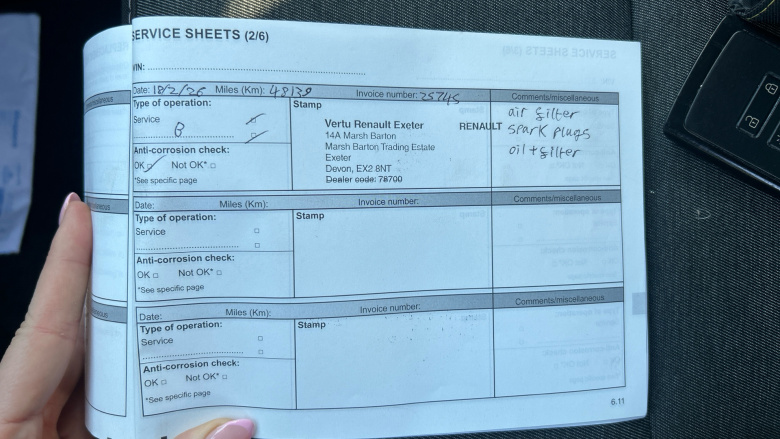 SERVICE SHEETS (2/6)
VIN:
Date: 18/2/26 Miles (Km): 48139 Invoice number: 25745 Comments/miscellaneous
Type of operation:
Service
B
Anti-corrosion check:
OK Not OK*
*See specific page
Stamp
Vertu Renault Exeter
14A Marsh Barton
Marsh Barton Trading Estate
Exeter
Devon, EX2 8NT
Dealer code: 78700
RENAULT
air filter
spark plugs
oil + filter
Date: Miles (Km): Invoice number: Comments/miscellaneous
Type of operation:
Service
Anti-corrosion check:
OK Not OK*
*See specific page
Stamp
Date: Miles (Km): Invoice number: Comments/miscellaneous
Type of operation:
Service
Anti-corrosion check:
OK Not OK*
*See specific page
Stamp
6.11